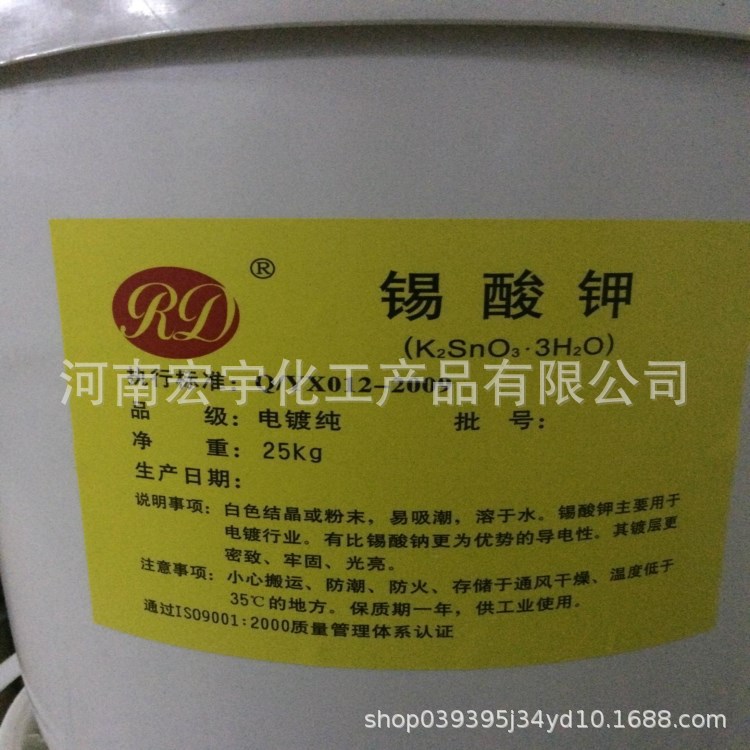 RD®
锡酸钾
(K₂SnO₃·3H₂O)
执行标准：Q/YX012-2009
河南宏宇化工产品有限公司
品 级：电镀纯 批 号：
净 重：25kg
生产日期：
说明事项：白色结晶或粉末，易吸潮，溶于水。锡酸钾主要用于
电镀行业。有比锡酸钠更为优势的导电性。其镀层更
密致、牢固、光亮。
注意事项：小心搬运、防潮、防火、存储于通风干燥、温度低于
35℃的地方。保质期一年，供工业使用。
通过ISO9001:2000质量管理体系认证
shop039395j34yd10.1688.com